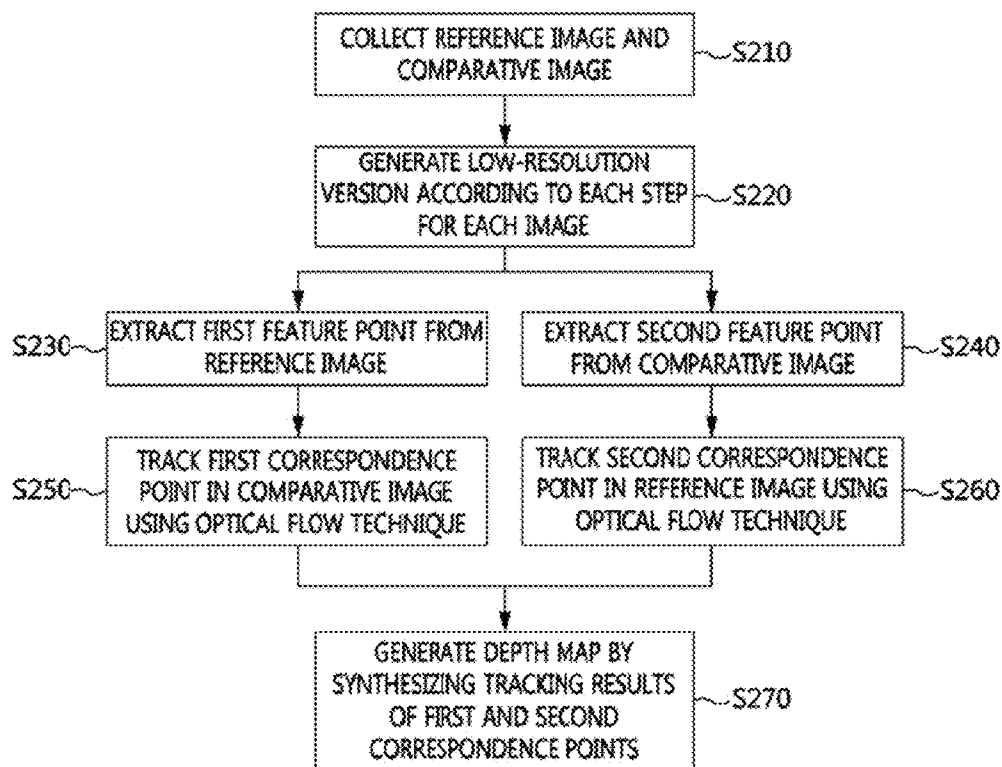 COLLECT REFERENCE IMAGE AND
COMPARATIVE IMAGE
S210
GENERATE LOW-RESOLUTION
VERSION ACCORDING TO EACH STEP
FOR EACH IMAGE
S220
S230
EXTRACT FIRST FEATURE POINT FROM
REFERENCE IMAGE
EXTRACT SECOND FEATURE POINT
FROM COMPARATIVE IMAGE
S240
S250
TRACK FIRST CORRESPONDENCE
POINT IN COMPARATIVE IMAGE
USING OPTICAL FLOW TECHNIQUE
TRACK SECOND CORRESPONDENCE
POINT IN REFERENCE IMAGE USING
OPTICAL FLOW TECHNIQUE
S260
GENERATE DEPTH MAP BY
SYNTHESIZING TRACKING RESULTS
OF FIRST AND SECOND
CORRESPONDENCE POINTS
S270